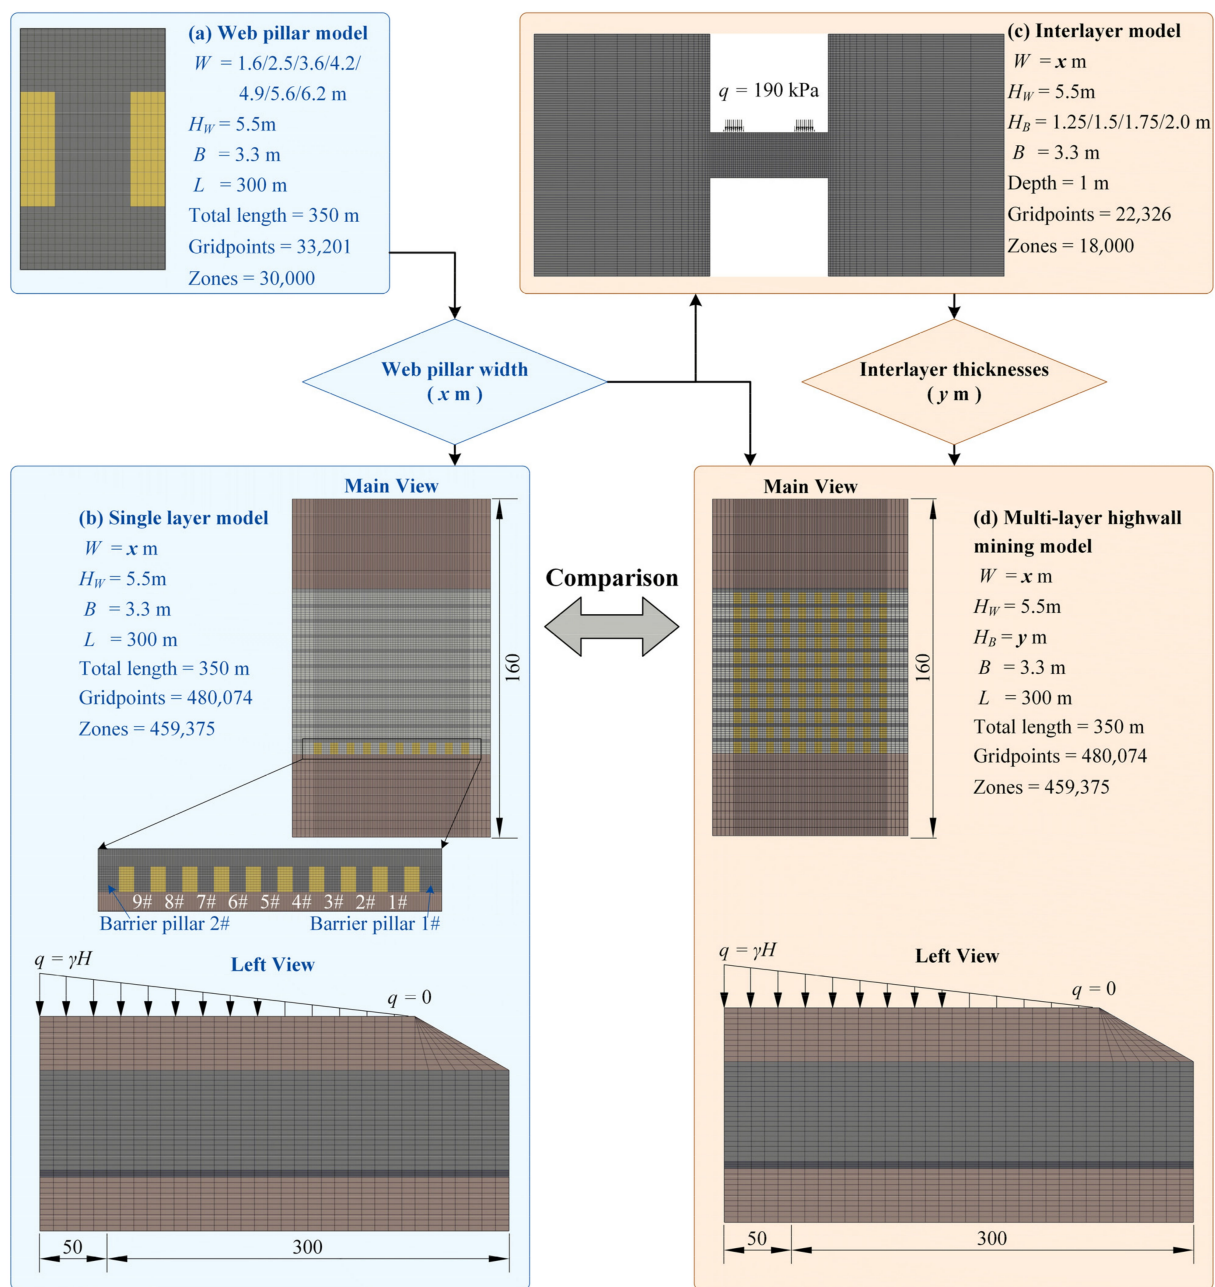 (a) Web pillar model
W = 1.6/2.5/3.6/4.2/
4.9/5.6/6.2 m
H_W = 5.5m
B = 3.3 m
L = 300 m
Total length = 350 m
Gridpoints = 33,201
Zones = 30,000
(c) Interlayer model
W = x m
H_W = 5.5m
H_B = 1.25/1.5/1.75/2.0 m
B = 3.3 m
Depth = 1 m
Gridpoints = 22,326
Zones = 18,000
q = 190 kPa
Web pillar width
( x m )
Interlayer thicknesses
( y m )
Main View
(b) Single layer model
W = x m
H_W = 5.5m
B = 3.3 m
L = 300 m
Total length = 350 m
Gridpoints = 480,074
Zones = 459,375
160
9# 8# 7# 6# 5# 4# 3# 2# 1#
Barrier pillar 2#
Barrier pillar 1#
q = γH
Left View
q = 0
50
300
Comparison
Main View
(d) Multi-layer highwall
mining model
W = x m
H_W = 5.5m
H_B = y m
B = 3.3 m
L = 300 m
Total length = 350 m
Gridpoints = 480,074
Zones = 459,375
160
q = γH
Left View
q = 0
50
300